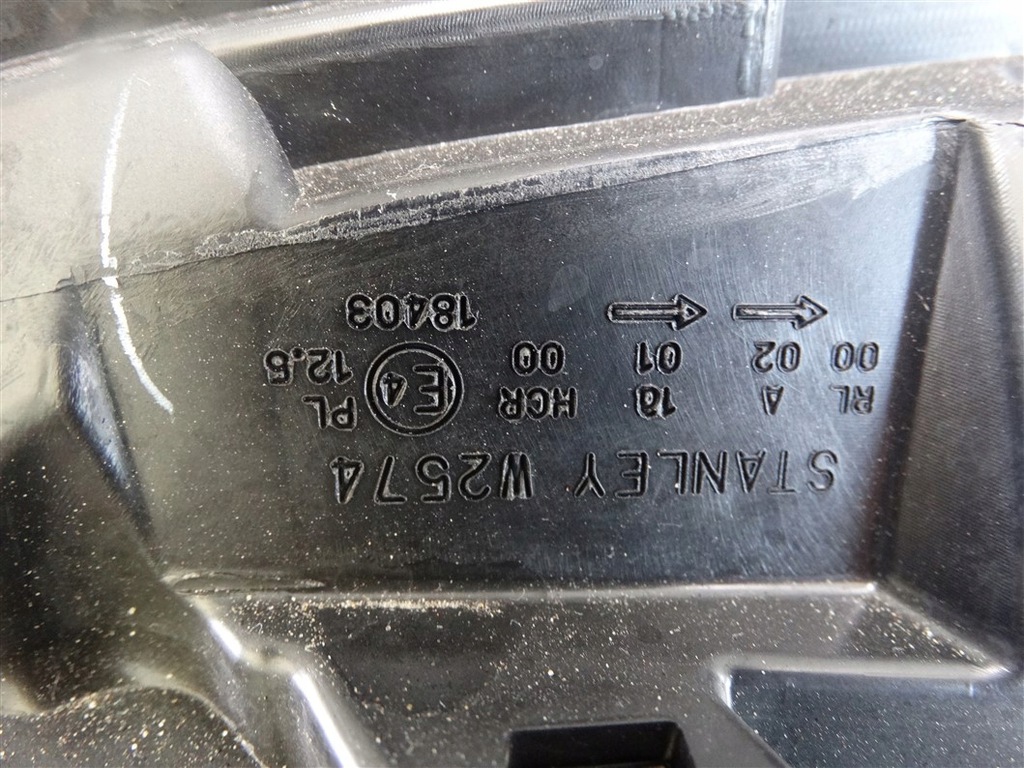 STANLEY W2574
RL A 1a HCR E4 PL
00 02 01 00 12.5
← ← 18403